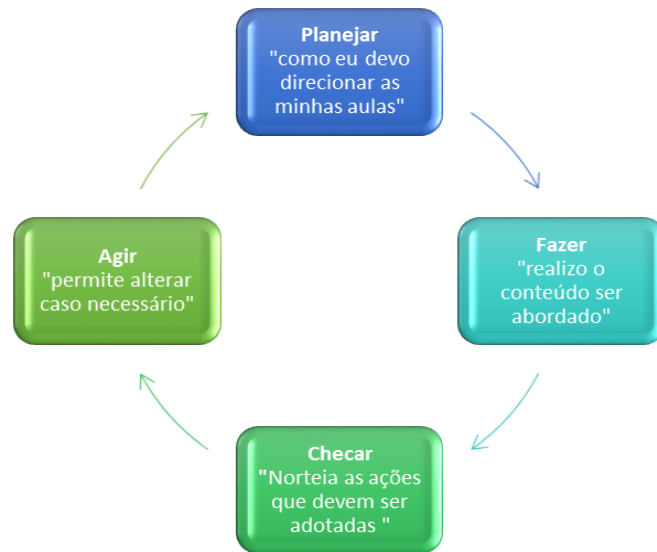 Planejar
"como eu devo
direcionar as
minhas aulas"
Fazer
"realizo o
conteúdo ser
abordado"
Checar
"Norteia as ações
que devem ser
adotadas "
Agir
"permite alterar
caso necessário"